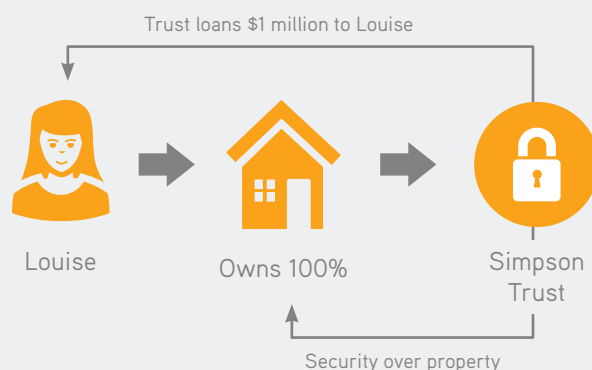 Trust loans $1 million to Louise
Louise
Owns 100%
Simpson
Trust
Security over property